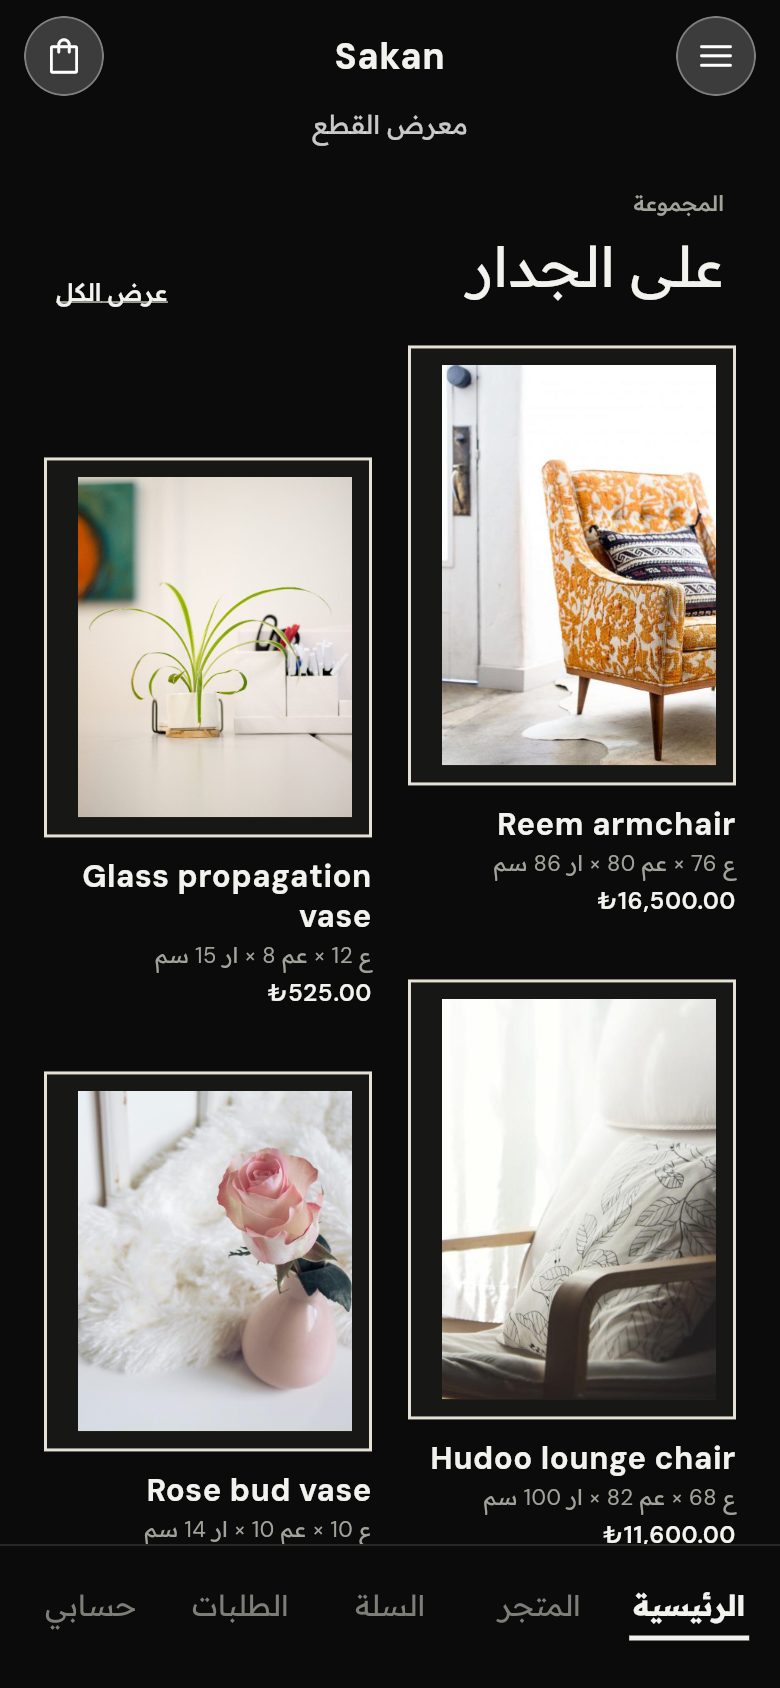 Sakan
معرض القطع
المجموعة
على الجدار
عرض الكل
Reem armchair
ع 76 × عم 80 × ار 86 سم
₺16,500.00
Glass propagation
vase
ع 12 × عم 8 × ار 15 سم
₺525.00
Hudoo lounge chair
ع 68 × عم 82 × ار 100 سم
₺11,600.00
Rose bud vase
ع 10 × عم 10 × ار 14 سم
الرئيسية
المتجر
السلة
الطلبات
حسابي